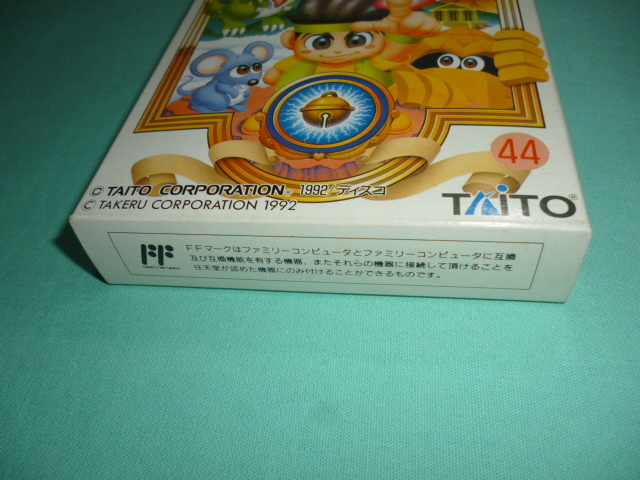 44
© TAITO CORPORATION® 1992/ディスコ
© TAKERU CORPORATION 1992
TAITO®
FF
FFマークはファミリーコンピュータとファミリーコンピュータに互換
及び互換機能を有する機器、またそれらの機器に接続して頂けることを
任天堂が認めた機器にのみ付けることができるものです。